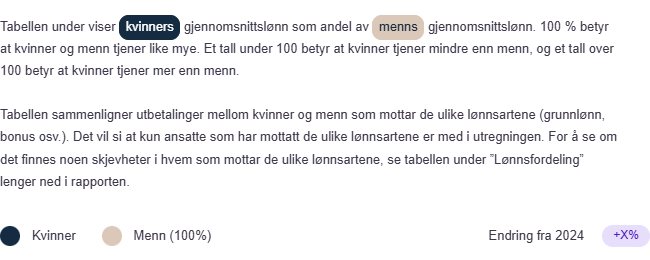 Tabellen under viser kvinners gjennomsnittslønn som andel av menns gjennomsnittslønn. 100 % betyr
at kvinner og menn tjener like mye. Et tall under 100 betyr at kvinner tjener mindre enn menn, og et tall over
100 betyr at kvinner tjener mer enn menn.
Tabellen sammenligner utbetalinger mellom kvinner og menn som mottar de ulike lønnsartene (grunnlønn,
bonus osv.). Det vil si at kun ansatte som har mottatt de ulike lønnsartene er med i utregningen. For å se om
det finnes noen skjevheter i hvem som mottar de ulike lønnsartene, se tabellen under ”Lønnsfordeling”
lenger ned i rapporten.
Kvinner Menn (100%) Endring fra 2024 +X%